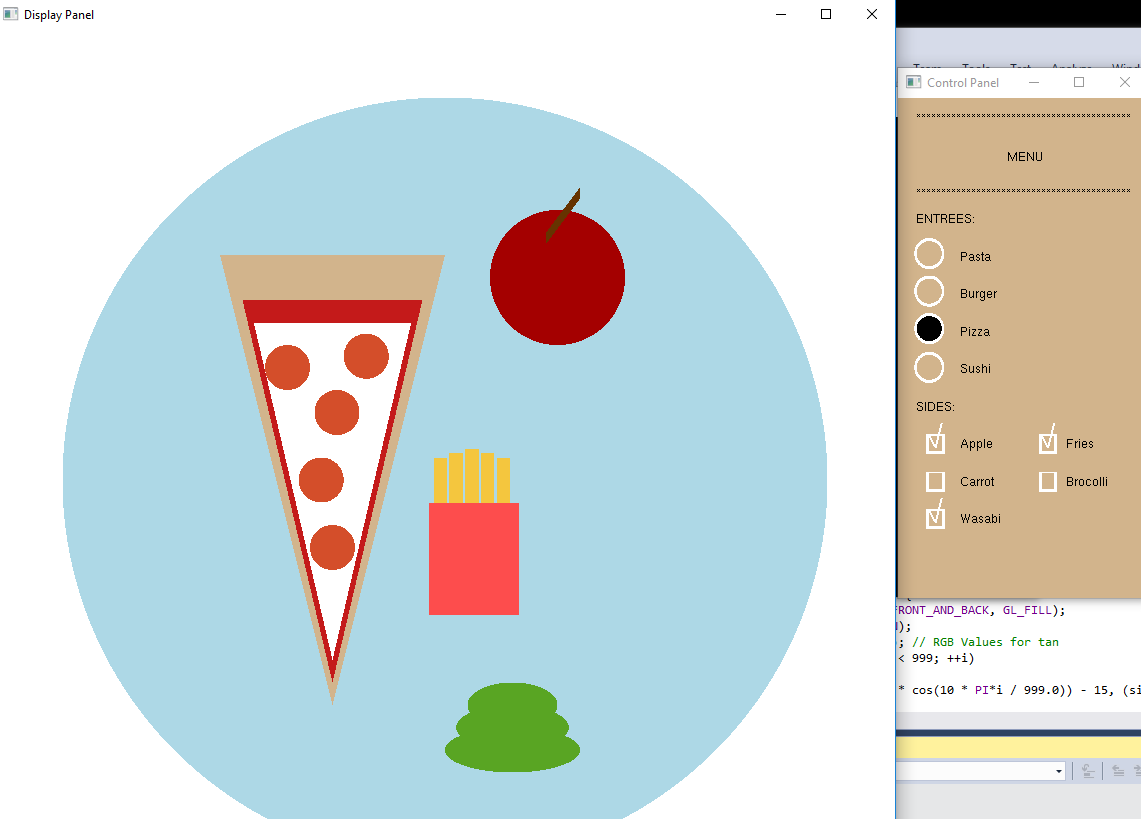 Display Panel
Control Panel
****************************************
MENU
****************************************
ENTREES:
Pasta
Burger
Pizza
Sushi
SIDES:
Apple Fries
Carrot Brocolli
Wasabi
FRONT_AND_BACK, GL_FILL);
);
; // RGB Values for tan
< 999; ++i)
* cos(10 * PI*i / 999.0)) - 15, (si